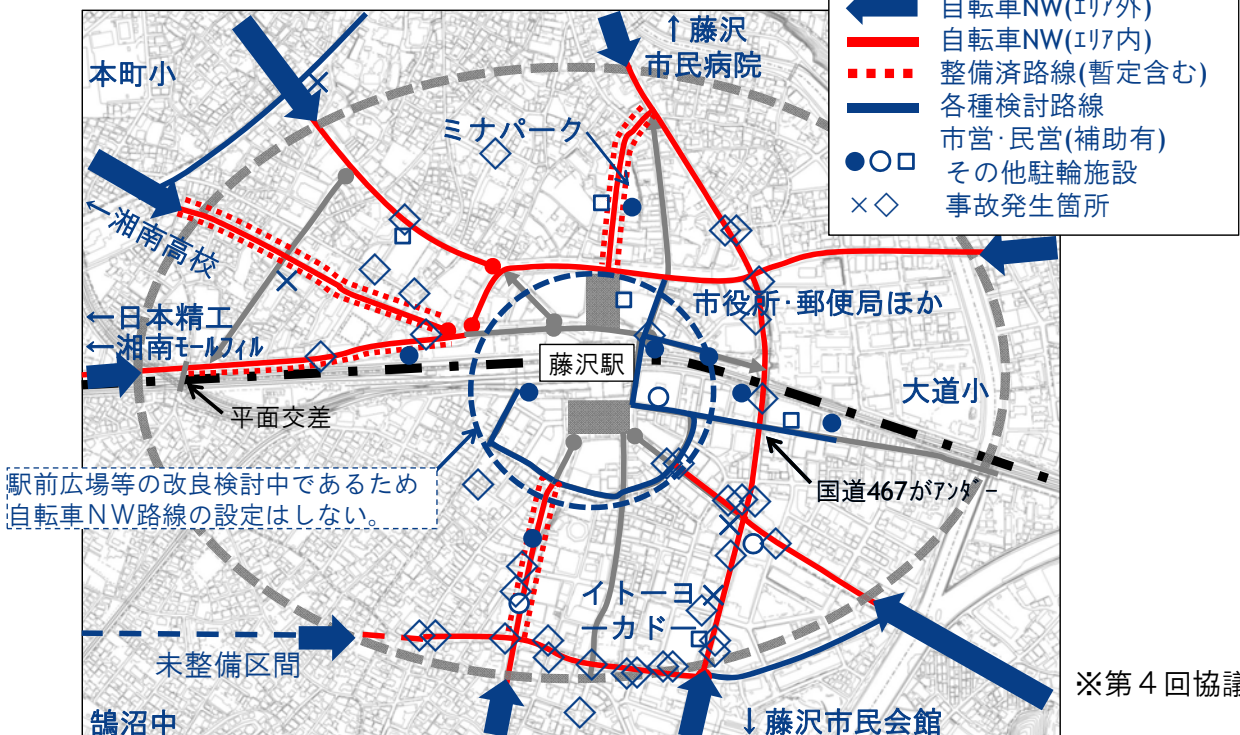 自転車NW(ｴﾘｱ外)
自転車NW(ｴﾘｱ内)
整備済路線(暫定含む)
各種検討路線
市営･民営(補助有)
その他駐輪施設
事故発生箇所
↑藤沢
市民病院
本町小
ミナパーク
←湘南高校
市役所･郵便局ほか
←日本精工
←湘南ﾓｰﾙﾌｨﾙ
藤沢駅
大道小
平面交差
駅前広場等の改良検討中であるため
自転車ＮＷ路線の設定はしない。
国道467がｱﾝﾀﾞｰ
イトーヨ
ーカドー
未整備区間
※第４回協議
鵠沼中
↓藤沢市民会館